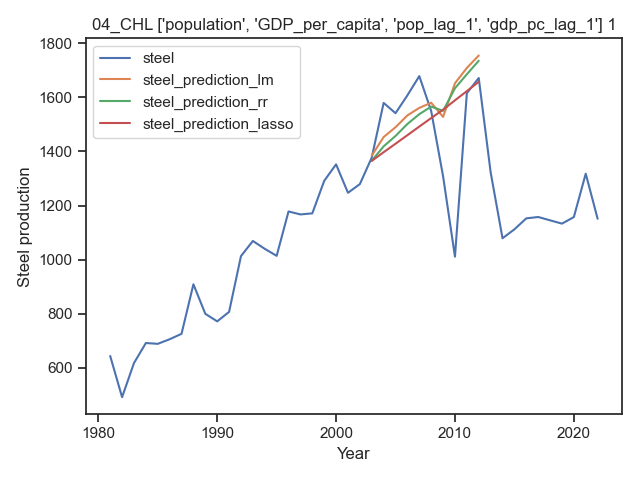 04_CHL ['population', 'GDP_per_capita', 'pop_lag_1', 'gdp_pc_lag_1'] 1
1800
1600
1400
1200
1000
800
600
steel
steel_prediction_lm
steel_prediction_rr
steel_prediction_lasso
Steel production
1980
1990
2000
2010
2020
Year